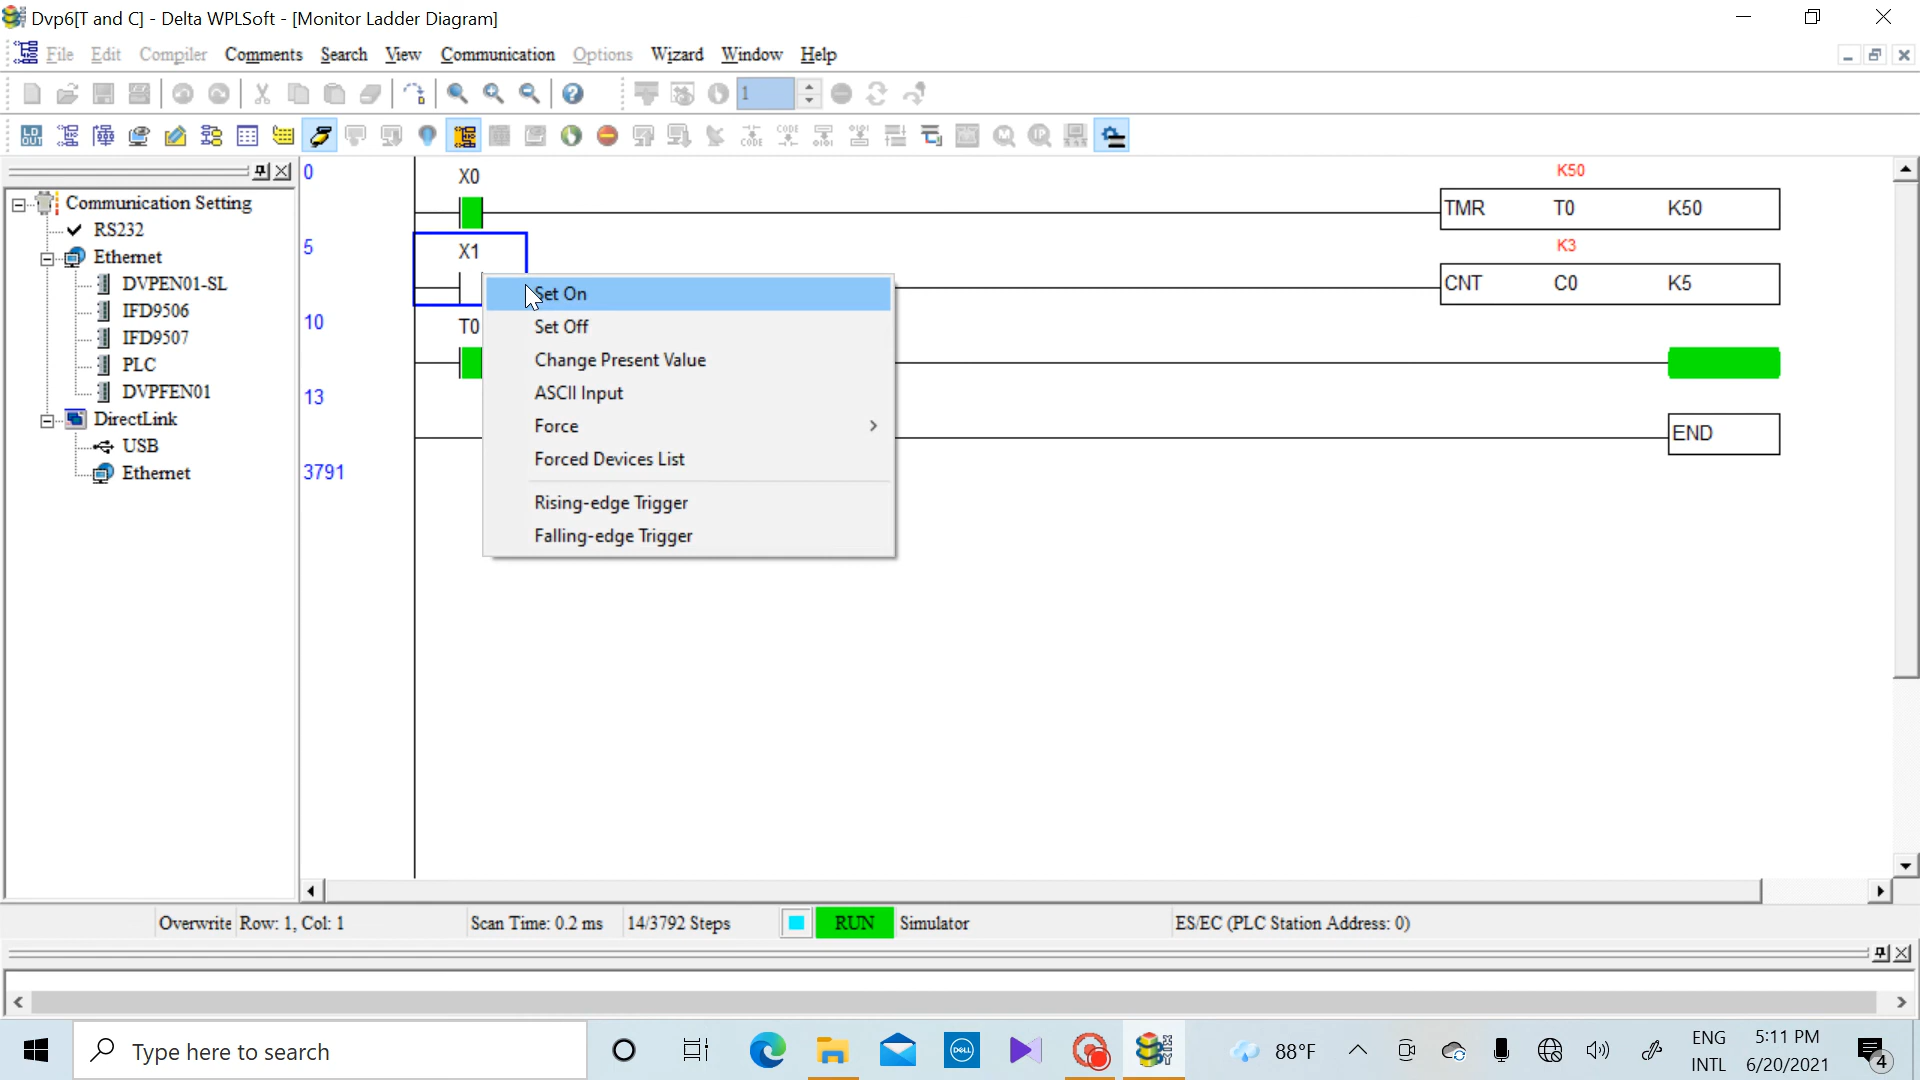 Dvp6[T and C] - Delta WPLSoft - [Monitor Ladder Diagram]
File Edit Compiler Comments Search View Communication Options Wizard Window Help
1
LD OUT CODE CODE
Communication Setting
RS232
Ethernet
DVPEN01-SL
IFD9506
IFD9507
PLC
DVPFEN01
DirectLink
USB
Ethernet
0 X0 K50
TMR T0 K50
5 X1 K3
CNT C0 K5
10 T0
13
END
3791
Set On
Set Off
Change Present Value
ASCII Input
Force
Forced Devices List
Rising-edge Trigger
Falling-edge Trigger
Overwrite Row: 1, Col: 1 Scan Time: 0.2 ms 14/3792 Steps RUN Simulator ES/EC (PLC Station Address: 0)
Type here to search
DELL
88°F
ENG
INTL
5:11 PM
6/20/2021
4